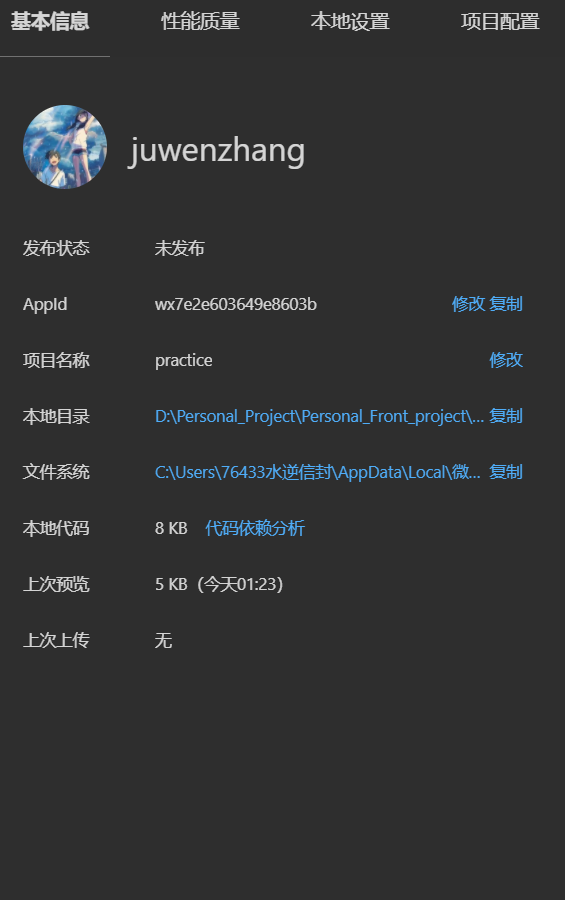 基本信息 性能质量 本地设置 项目配置
juwenzhang
发布状态 未发布
AppId wx7e2e603649e8603b 修改 复制
项目名称 practice 修改
本地目录 D:\Personal_Project\Personal_Front_project\... 复制
文件系统 C:\Users\76433水逆信封\AppData\Local\微... 复制
本地代码 8 KB 代码依赖分析
上次预览 5 KB（今天01:23）
上次上传 无